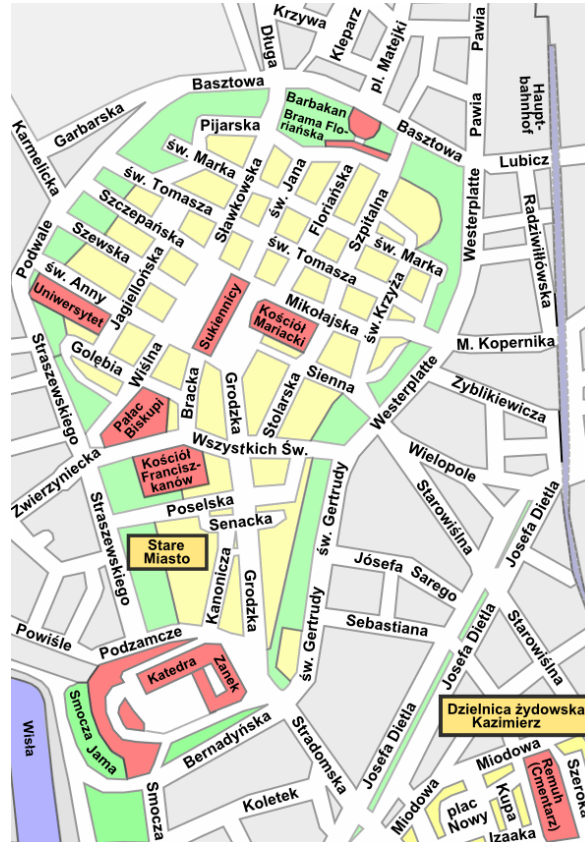 Krzywa
Długa
Kleparz
pl. Matejki
Pawia
Basztowa
Garbarska
Karmelicka
Pijarska
Barbakan
Brama Flo-
riańska
Basztowa
Pawia
Haupt-
bahnhof
Lubicz
św. Marka
św. Tomasza
Szczepańska
Szewska
św. Anny
Podwale
Sławkowska
św. Jana
Floriańska
Szpitalna
św. Tomasza
św. Marka
Westerplatte
Radziwiłłówska
Uniwersytet
Jagiellońska
Sukiennicy
Kościół
Mariacki
Mikołajska
św. Krzyża
M. Kopernika
Gołębia
Wiślna
Straszewskiego
Pałac
Biskupi
Bracka
Grodzka
Stolarska
Sienna
Westerplatte
Zyblikiewicza
Zwierzyniecka
Wszystkich Św.
Kościół
Francisz-
kanów
Wielopole
Starowiślna
Straszewskiego
Poselska
Senacka
św. Gertrudy
Josefa Dietla
Stare
Miasto
Kanonicza
Grodzka
Jósefa Sarego
Sebastiana
św. Gertrudy
Josefa Dietla
Starowiślna
Powiśle
Podzamcze
Katedra
Zanek
Smocza
Jama
Wisła
Bernadyńska
Stradomska
Josefa Dietla
Dzielnica żydowska
Kazimierz
Smocza
Koletek
Miodowa
Miodowa
plac
Nowy
Kupa
Izaaka
Remuh
(Cmentarz)
Szeroka